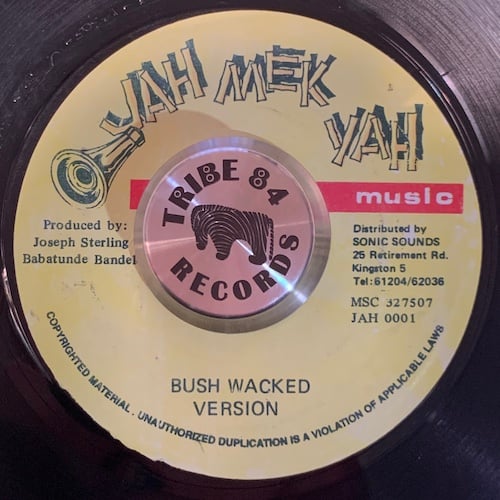 JAH MEK YAH
music
TRIBE 84
RECORDS
Produced by:
Joseph Sterling
Babatunde Bandel
Distributed by
SONIC SOUNDS
25 Retirement Rd.
Kingston 5
Tel:61204/62036
MSC 327507
JAH 0001
BUSH WACKED
VERSION
COPYRIGHTED MATERIAL . UNAUTHORIZED DUPLICATION IS A VIOLATION OF APPLICABLE LAWS